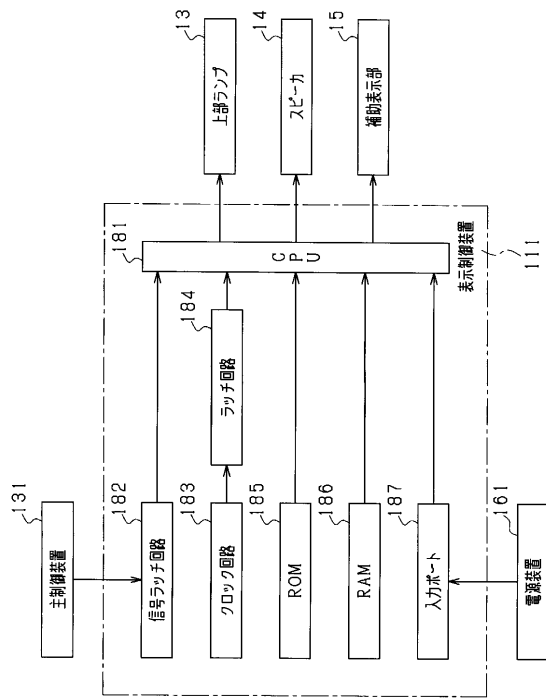 131
主制御装置
182
信号ラッチ回路
183
クロック回路
184
ラッチ回路
185
ROM
186
RAM
187
入力ポート
161
電源装置
181
CPU
表示制御装置
111
13
上部ランプ
14
スピーカ
15
補助表示部